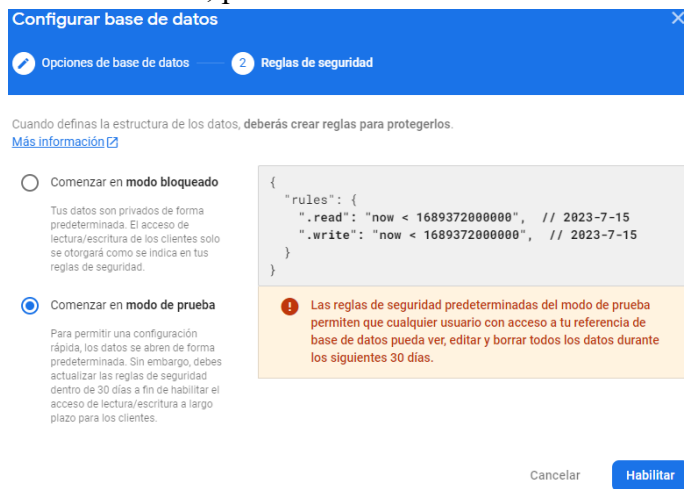 Configurar base de datos
Opciones de base de datos
2 Reglas de seguridad
Cuando definas la estructura de los datos, deberás crear reglas para protegerlos.
Más información
Comenzar en modo bloqueado
Tus datos son privados de forma
predeterminada. El acceso de
lectura/escritura de los clientes solo
se otorgará como se indica en tus
reglas de seguridad.
Comenzar en modo de prueba
Para permitir una configuración
rápida, los datos se abren de forma
predeterminada. Sin embargo, debes
actualizar las reglas de seguridad
dentro de 30 días a fin de habilitar el
acceso de lectura/escritura a largo
plazo para los clientes.
{
"rules": {
".read": "now < 1689372000000", // 2023-7-15
".write": "now < 1689372000000", // 2023-7-15
}
}
Las reglas de seguridad predeterminadas del modo de prueba
permiten que cualquier usuario con acceso a tu referencia de
base de datos pueda ver, editar y borrar todos los datos durante
los siguientes 30 días.
Cancelar
Habilitar